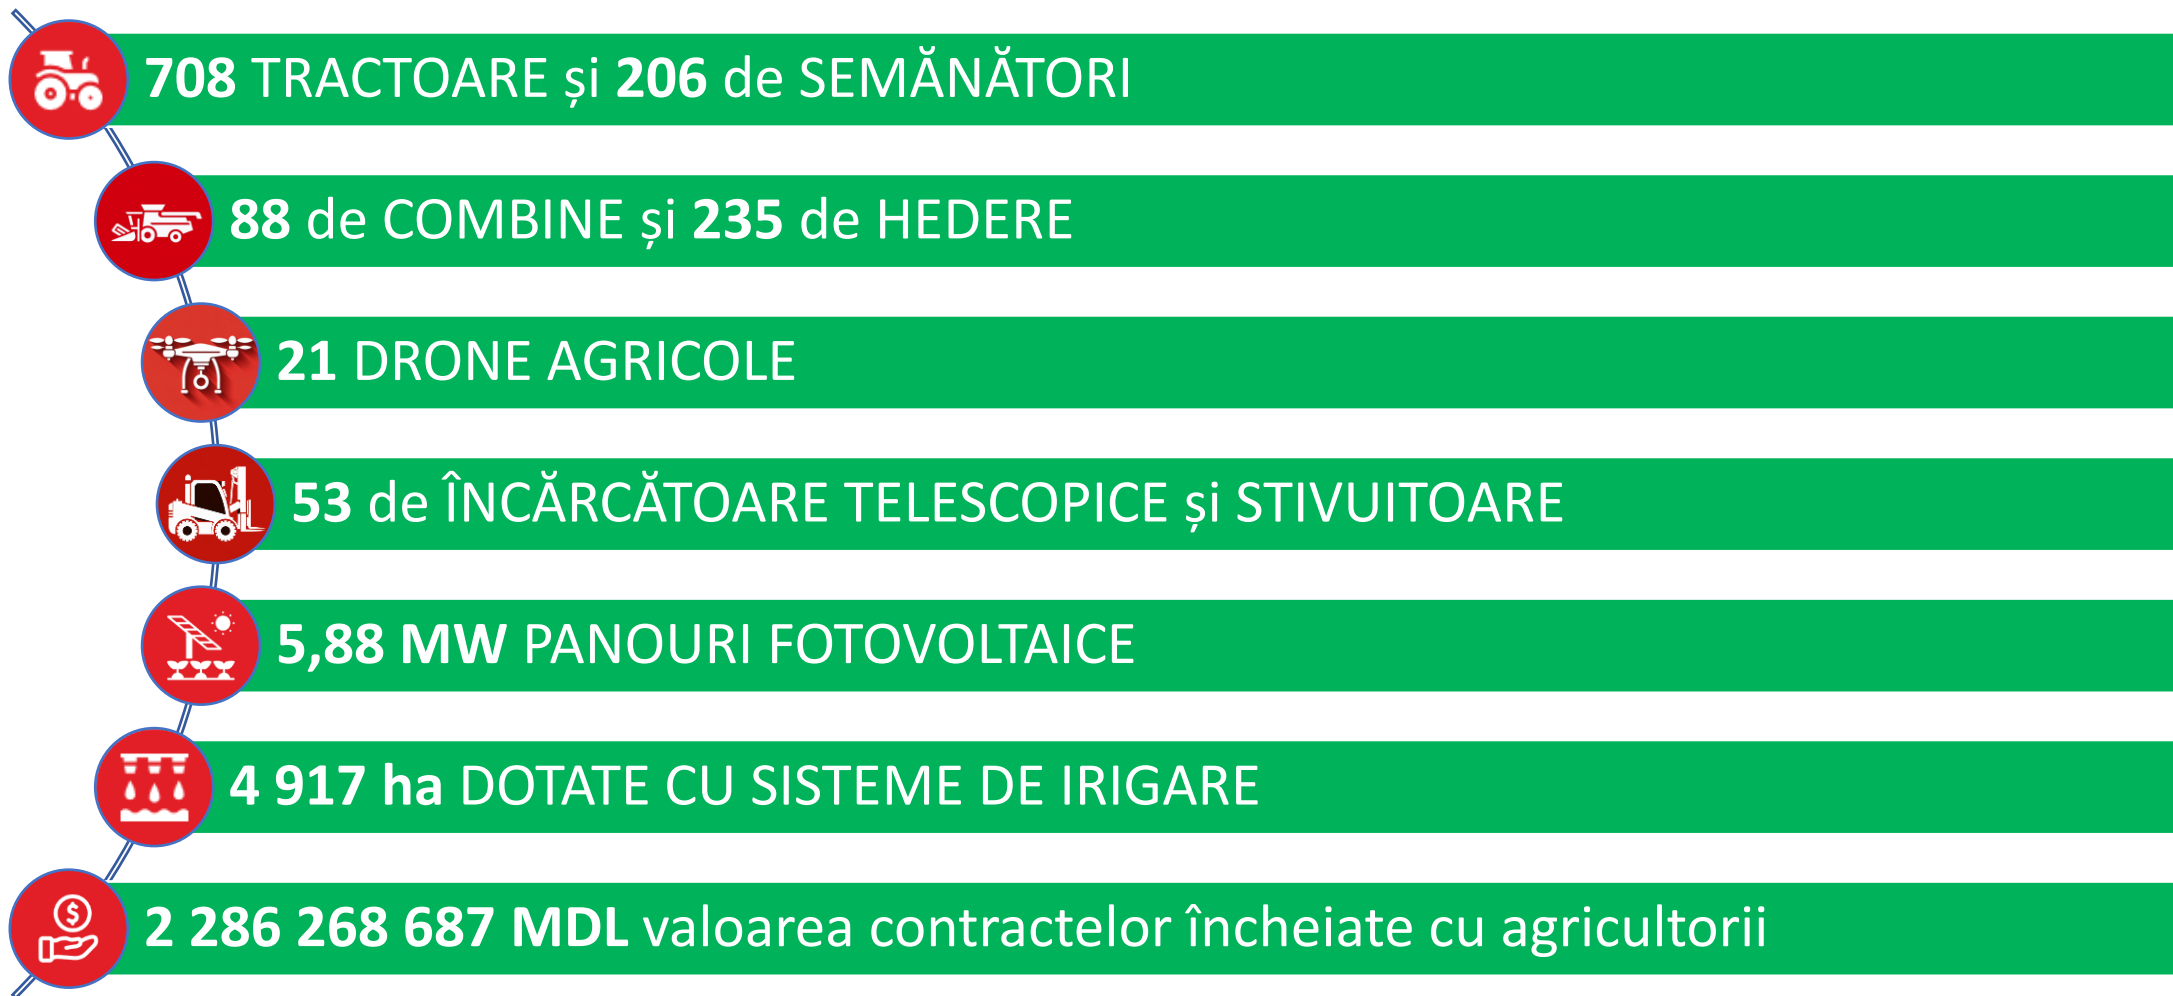 708 TRACTOARE și 206 de SEMĂNĂTORI
88 de COMBINE și 235 de HEDERE
21 DRONE AGRICOLE
53 de ÎNCĂRCĂTOARE TELESCOPICE și STIVUITOARE
5,88 MW PANOURI FOTOVOLTAICE
4 917 ha DOTATE CU SISTEME DE IRIGARE
2 286 268 687 MDL valoarea contractelor încheiate cu agricultorii